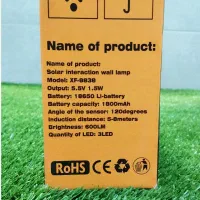 J
Name of product:
Name of product:
Solar interaction wall lamp
Model: XF-8838
Output: 5.5V 1.5W
Battery: 18650 Li-battery
Battery capacity: 1800mAh
Angle of the sensor: 120degrees
Induction distance: 5-8meters
Brightness: 600LM
Quantity of LED: 3LED
RoHS CE